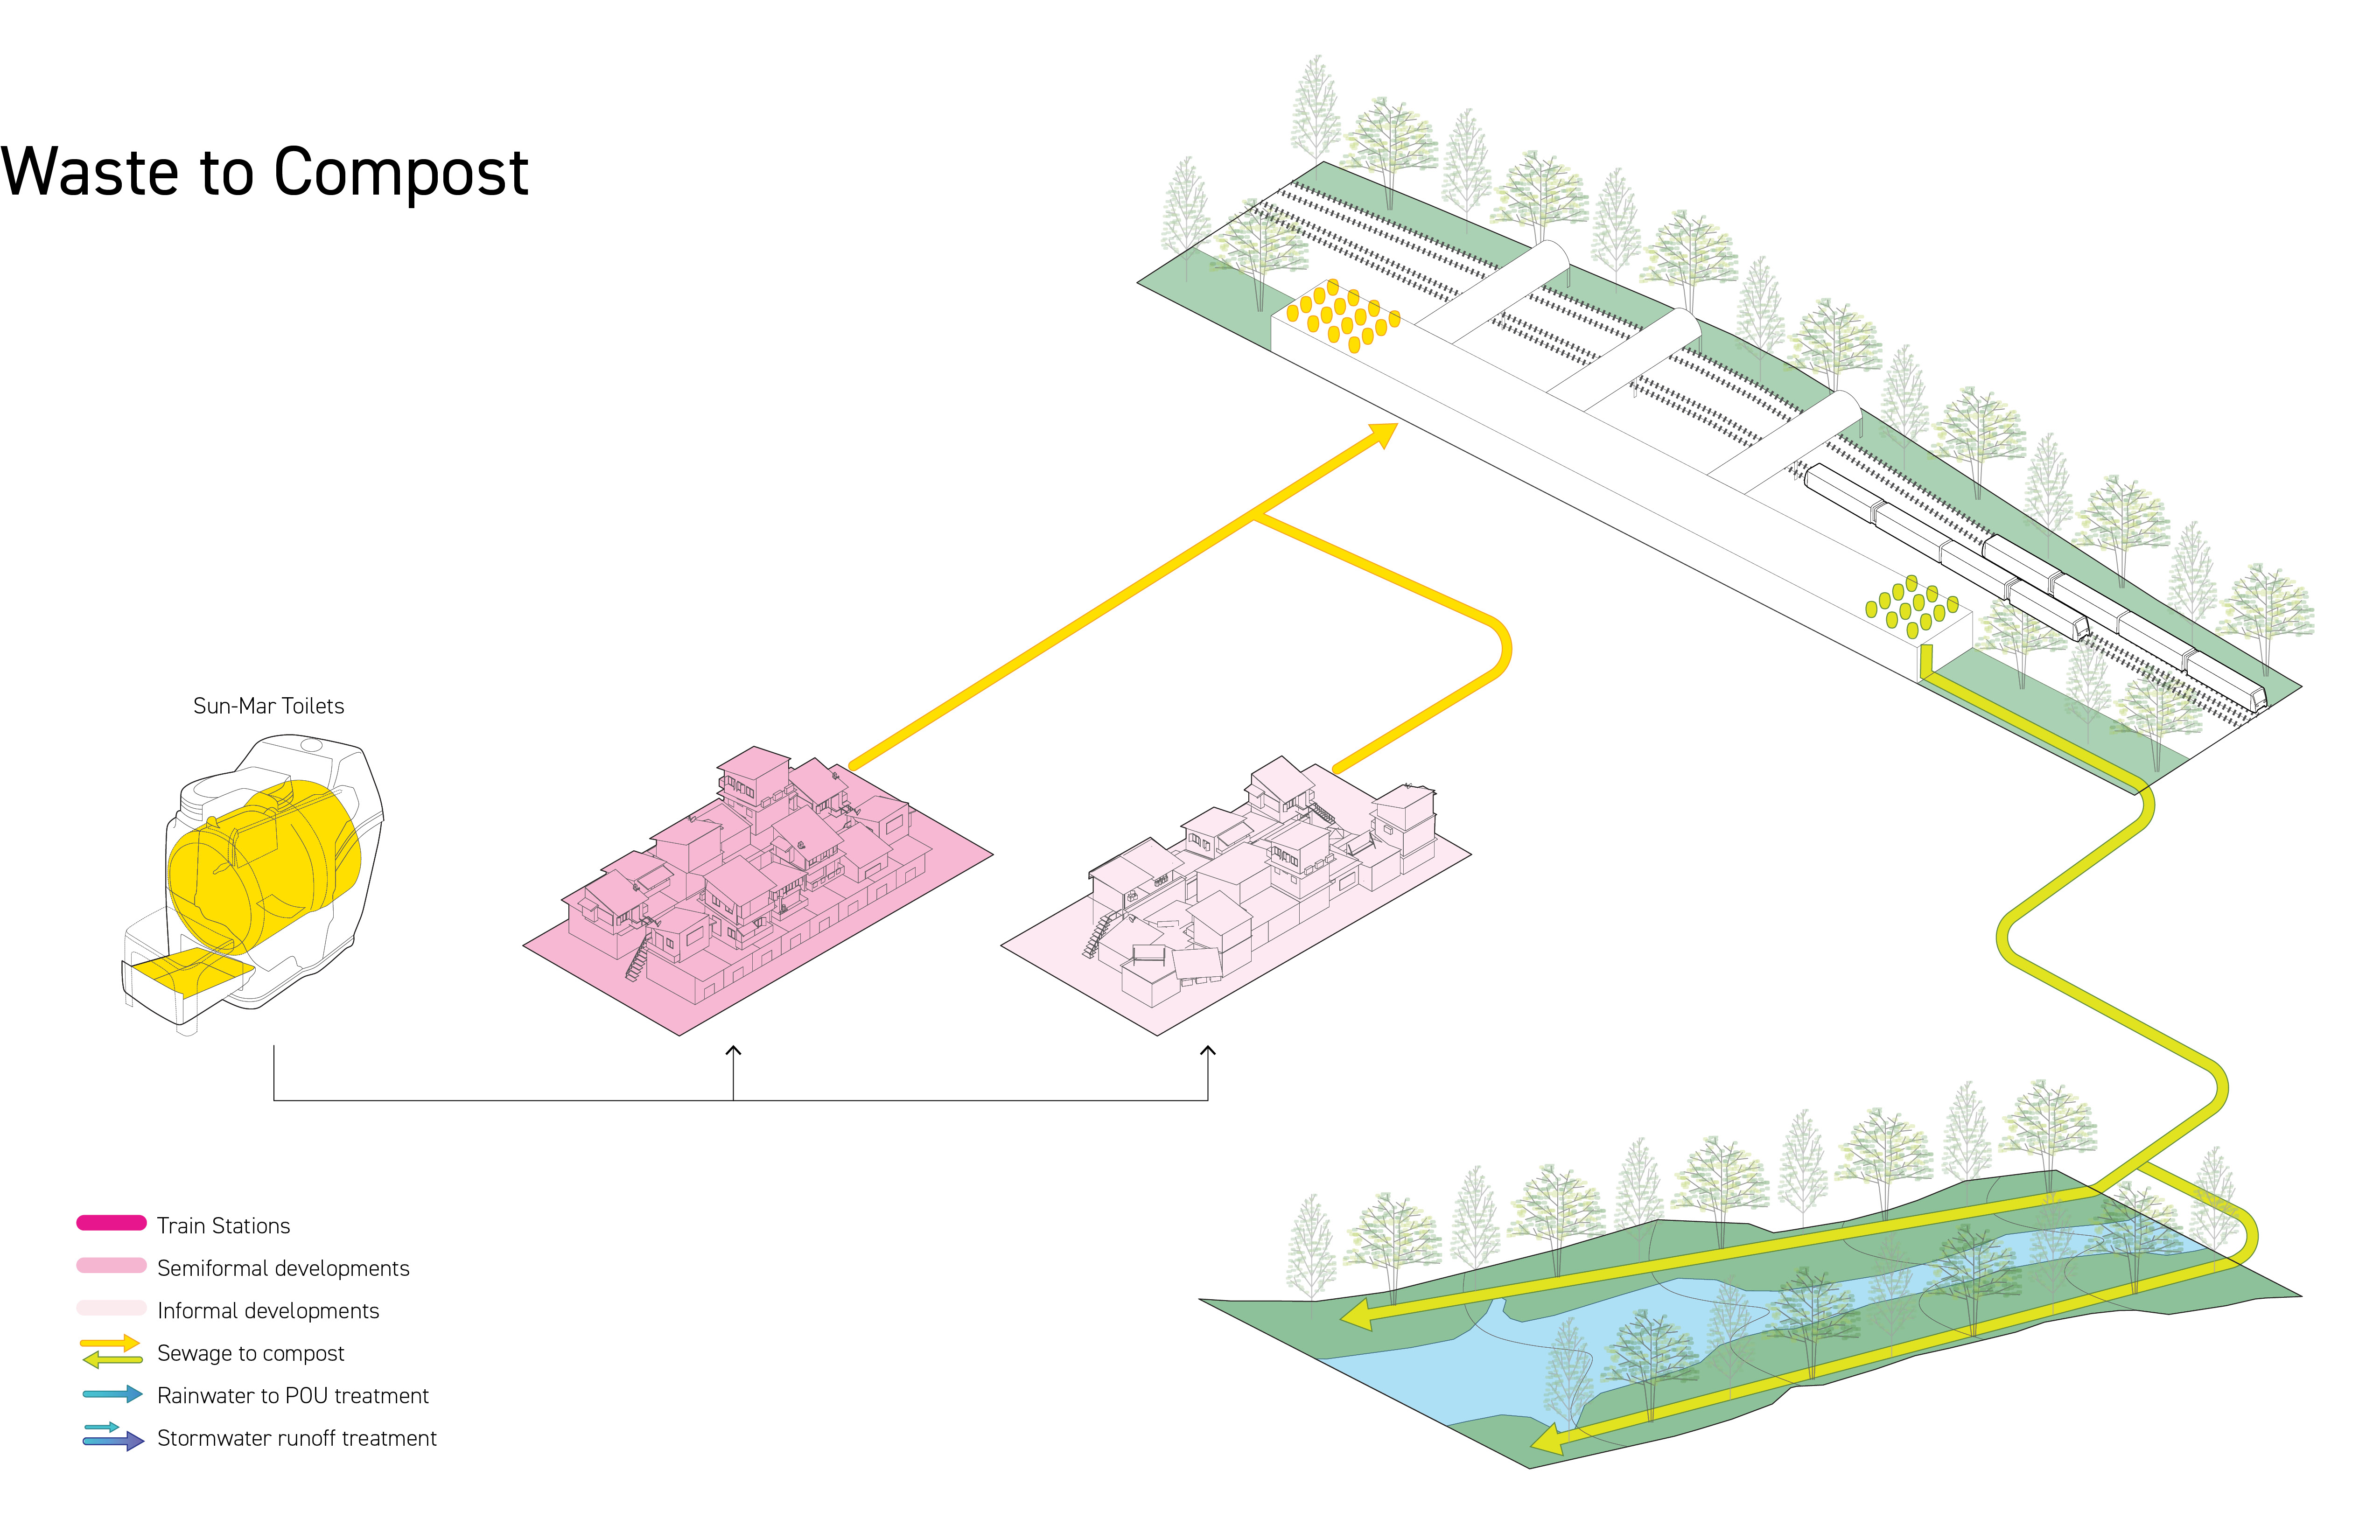 Waste to Compost
Sun-Mar Toilets
Train Stations
Semiformal developments
Informal developments
Sewage to compost
Rainwater to POU treatment
Stormwater runoff treatment